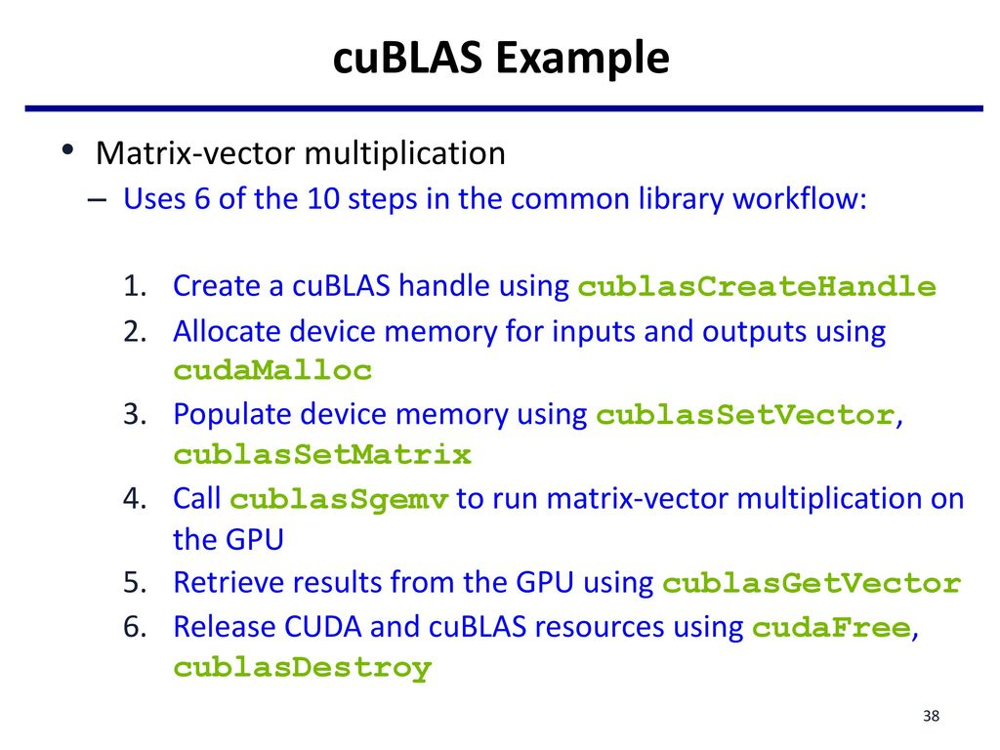 cuBLAS Example
• Matrix-vector multiplication
– Uses 6 of the 10 steps in the common library workflow:
1. Create a cuBLAS handle using cublasCreateHandle
2. Allocate device memory for inputs and outputs using
cudaMalloc
3. Populate device memory using cublasSetVector,
cublasSetMatrix
4. Call cublasSgemv to run matrix-vector multiplication on
the GPU
5. Retrieve results from the GPU using cublasGetVector
6. Release CUDA and cuBLAS resources using cudaFree,
cublasDestroy
38